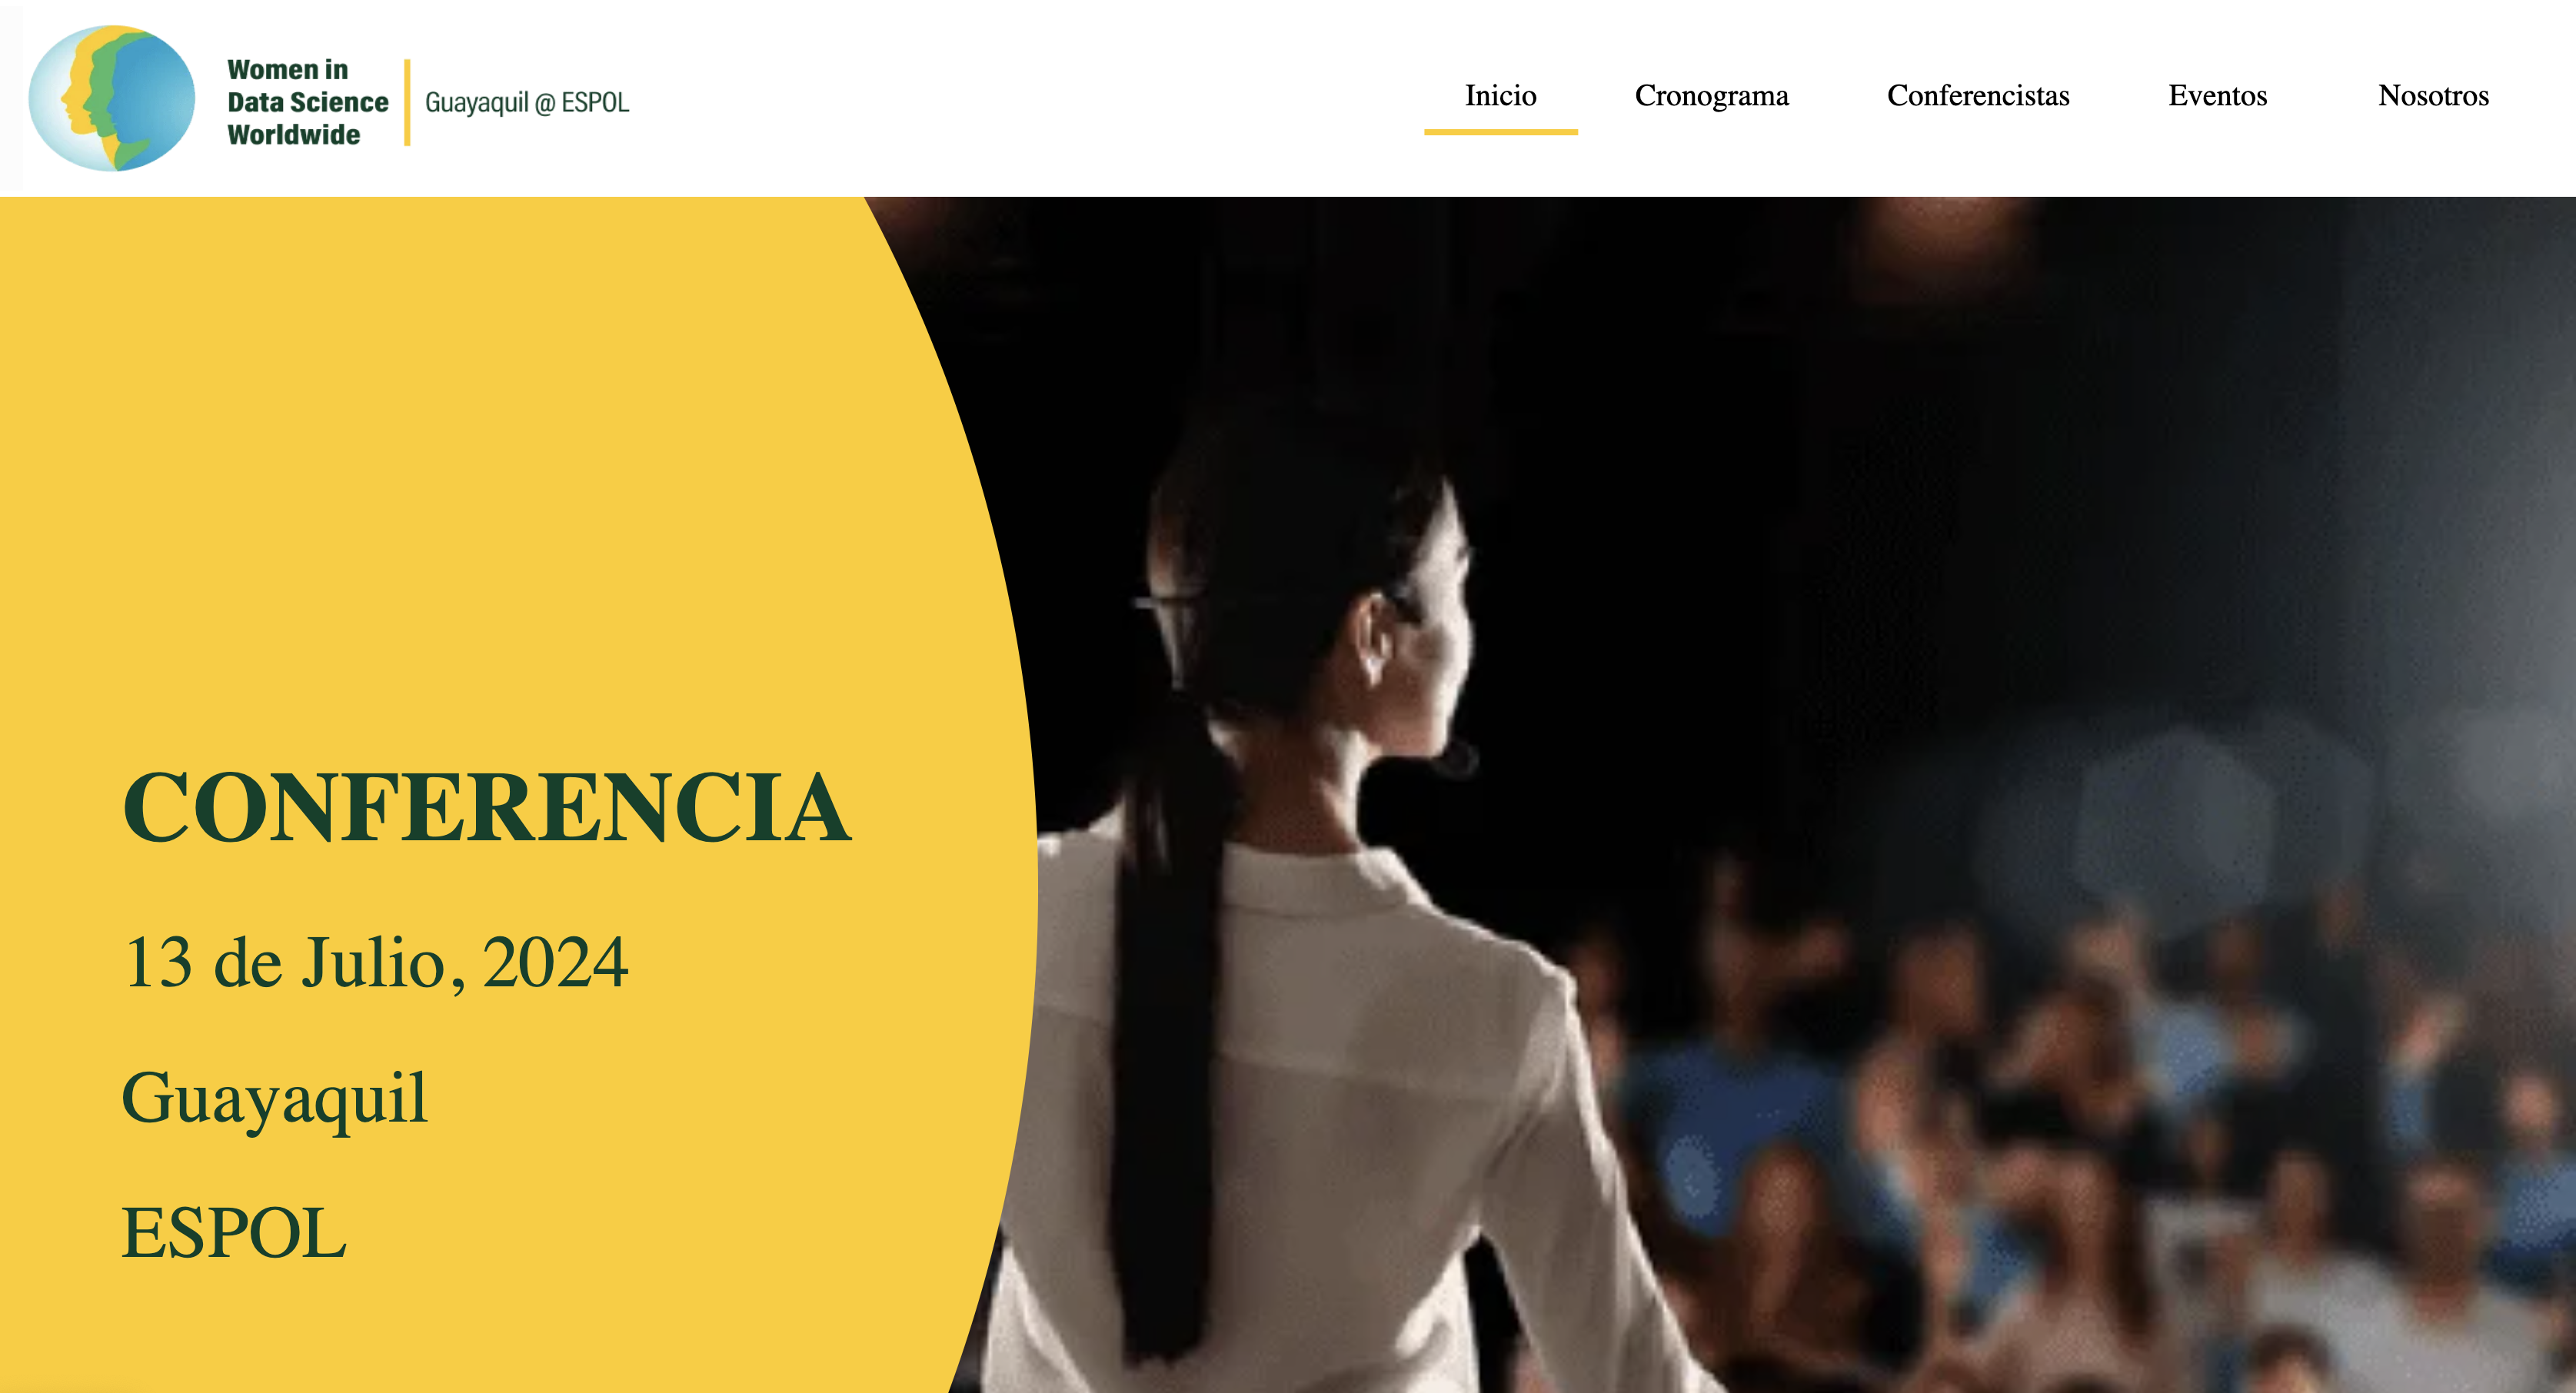 Women in
Data Science
Worldwide
Guayaquil @ ESPOL
Inicio
Cronograma
Conferencistas
Eventos
Nosotros
CONFERENCIA
13 de Julio, 2024
Guayaquil
ESPOL